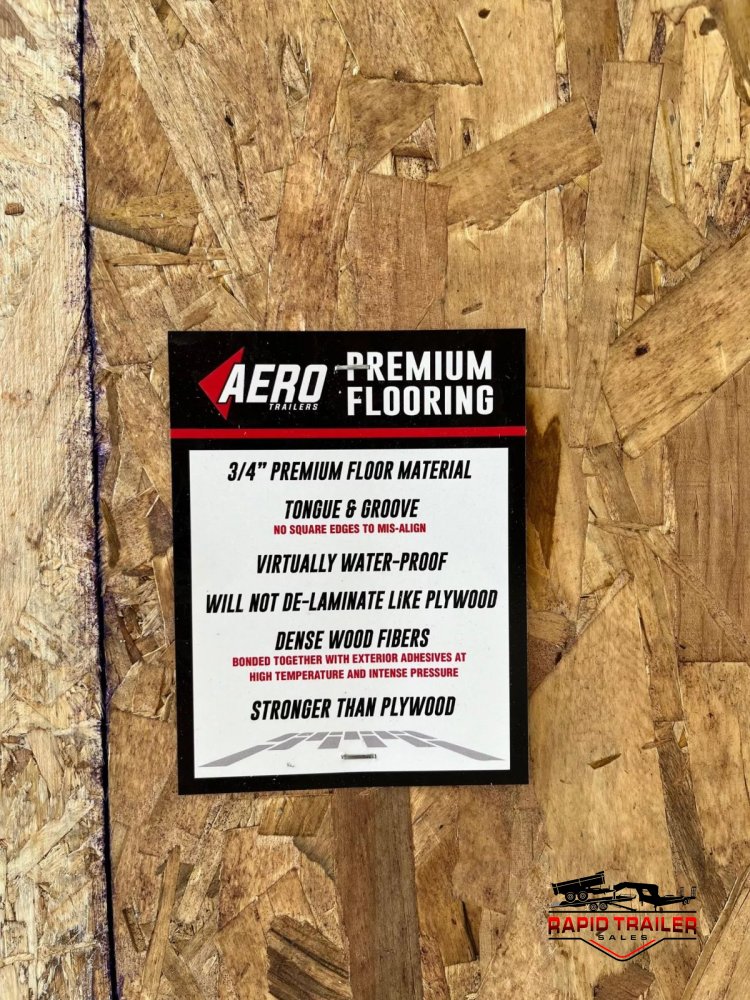 AERO
TRAILERS
PREMIUM
FLOORING
3/4" PREMIUM FLOOR MATERIAL
TONGUE & GROOVE
NO SQUARE EDGES TO MIS-ALIGN
VIRTUALLY WATER-PROOF
WILL NOT DE-LAMINATE LIKE PLYWOOD
DENSE WOOD FIBERS
BONDED TOGETHER WITH EXTERIOR ADHESIVES AT
HIGH TEMPERATURE AND INTENSE PRESSURE
STRONGER THAN PLYWOOD
RAPID TRAILER
SALES